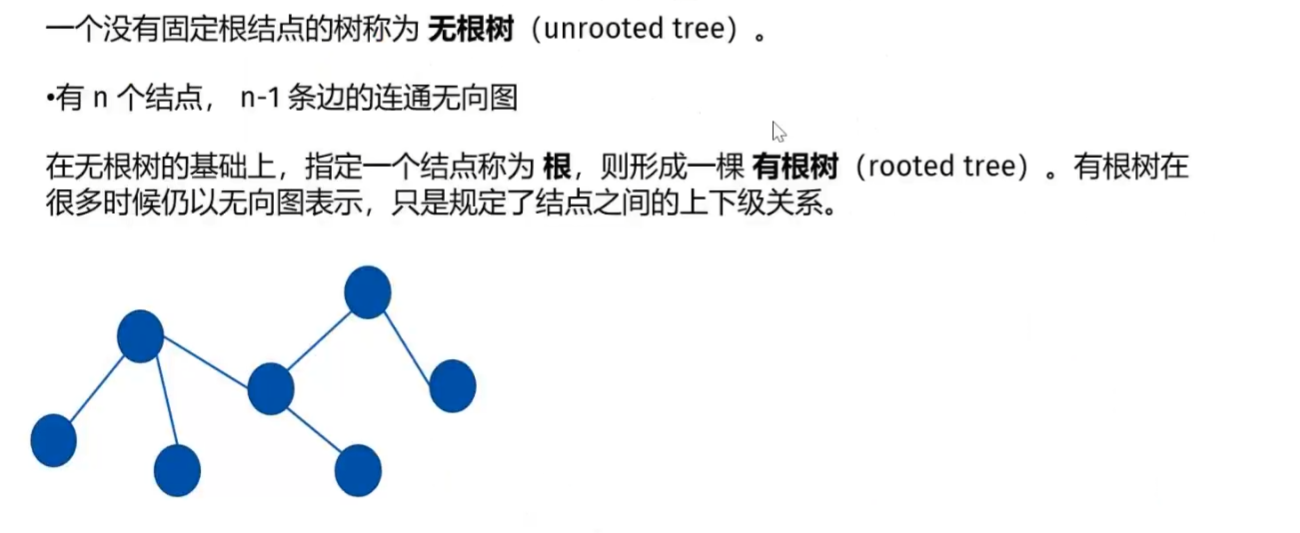 一个没有固定根结点的树称为 无根树（unrooted tree）。
•有 n 个结点， n-1 条边的连通无向图
在无根树的基础上，指定一个结点称为 根，则形成一棵 有根树（rooted tree）。有根树在
很多时候仍以无向图表示，只是规定了结点之间的上下级关系。